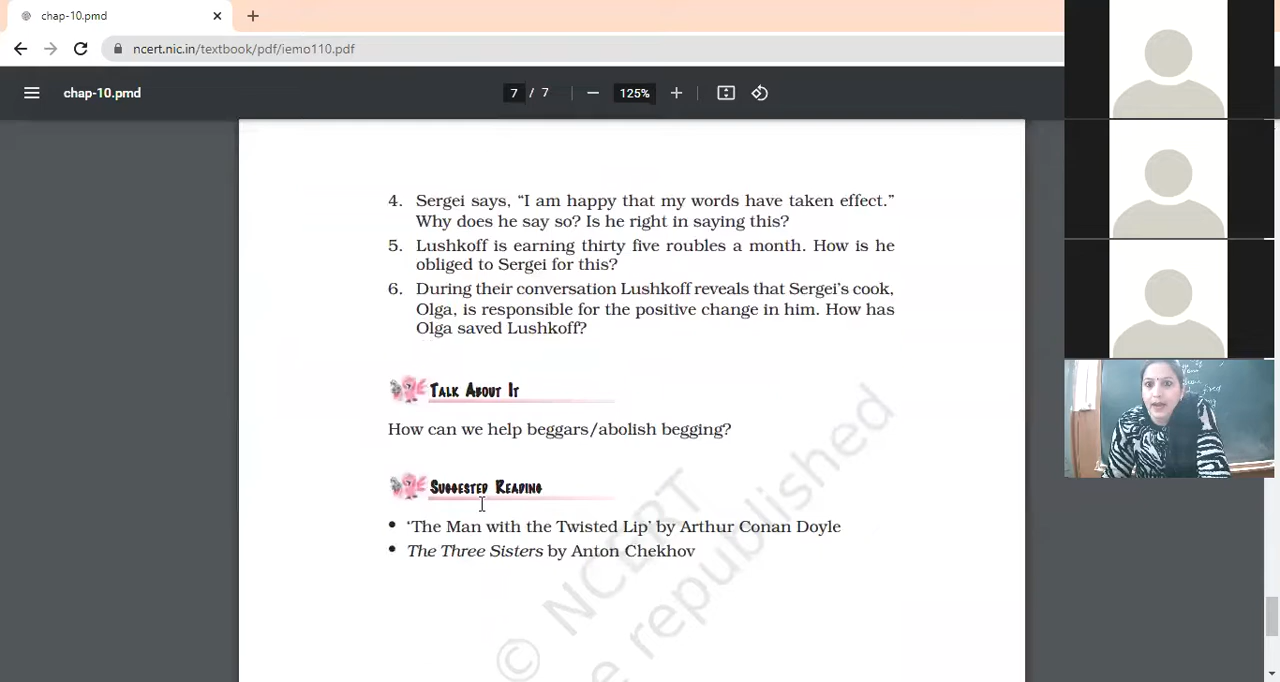 chap-10.pmd
ncert.nic.in/textbook/pdf/iemo110.pdf
chap-10.pmd
7 / 7
125%
4. Sergei says, “I am happy that my words have taken effect.”
Why does he say so? Is he right in saying this?
5. Lushkoff is earning thirty five roubles a month. How is he
obliged to Sergei for this?
6. During their conversation Lushkoff reveals that Sergei’s cook,
Olga, is responsible for the positive change in him. How has
Olga saved Lushkoff?
TALK ABOUT IT
How can we help beggars/abolish begging?
SUGGESTED READING
• ‘The Man with the Twisted Lip’ by Arthur Conan Doyle
• The Three Sisters by Anton Chekhov
© NCERT
e republished